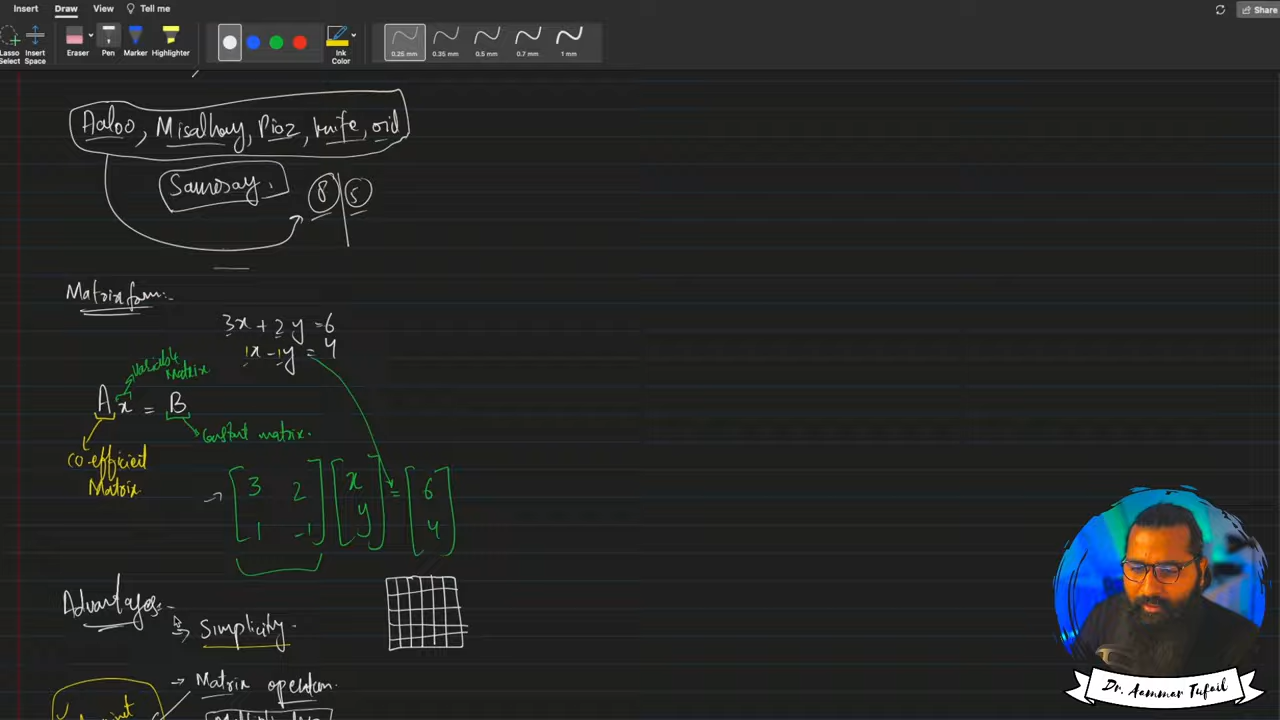 Insert Draw View Tell me
Share
Lasso Select
Insert Space
Eraser
Pen
Marker
Highlighter
Ink Color
0.25 mm
0.35 mm
0.5 mm
0.7 mm
1 mm
Aaloo, Misalhay, Pioz, knife, oid
Samosay.
8 | 5
Matrix form:-
3x + 2y = 6
1x - 1y = 4
Variable Matrix
Ax = B
Constant matrix.
Co-efficient Matrix
[3 2] [x] = [6]
[1 -1] [y] [4]
Advantages:-
→ Simplicity.
→ Matrix operation.
Dr. Aammar Tufail